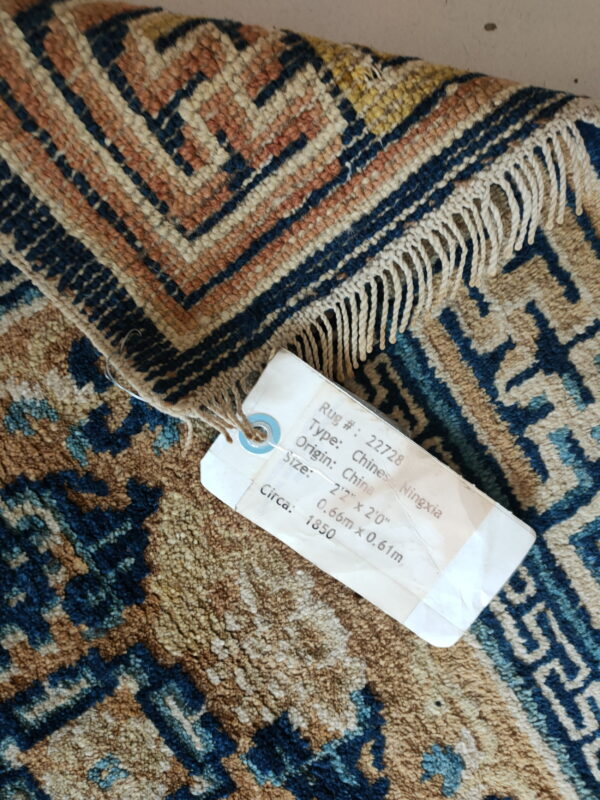 Rug #: 22728
Type: Chinese Ningxia
Origin: China
Size: 2'2" x 2'0"
0.66m x 0.61m
Circa: 1850